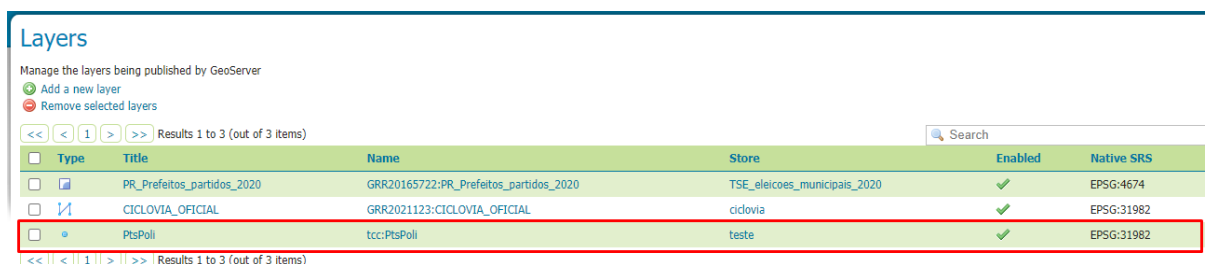 Layers
Manage the layers being published by GeoServer
Add a new layer
Remove selected layers
<< < 1 > >> Results 1 to 3 (out of 3 items) Search
Type Title Name Store Enabled Native SRS
PR_Prefeitos_partidos_2020 GRR20165722:PR_Prefeitos_partidos_2020 TSE_eleicoes_municipais_2020 EPSG:4674
CICLOVIA_OFICIAL GRR2021123:CICLOVIA_OFICIAL ciclovia EPSG:31982
PtsPoli tcc:PtsPoli teste EPSG:31982
<< < 1 > >> Results 1 to 3 (out of 3 items)